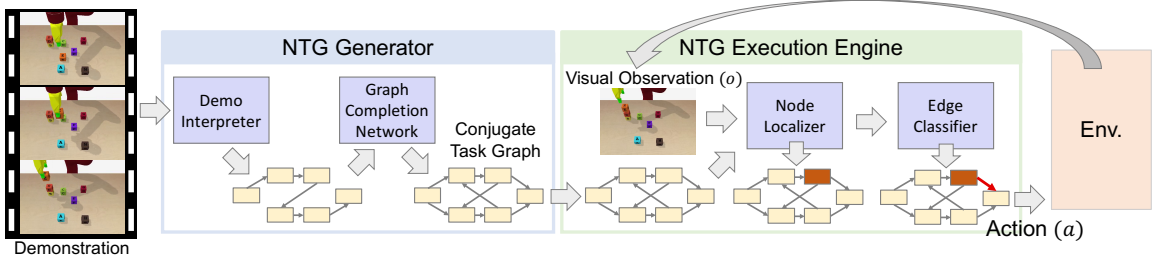 Demonstration
NTG Generator
Demo
Interpreter
Graph
Completion
Network
Conjugate
Task Graph
NTG Execution Engine
Visual Observation (o)
Node
Localizer
Edge
Classifier
Action (a)
Env.